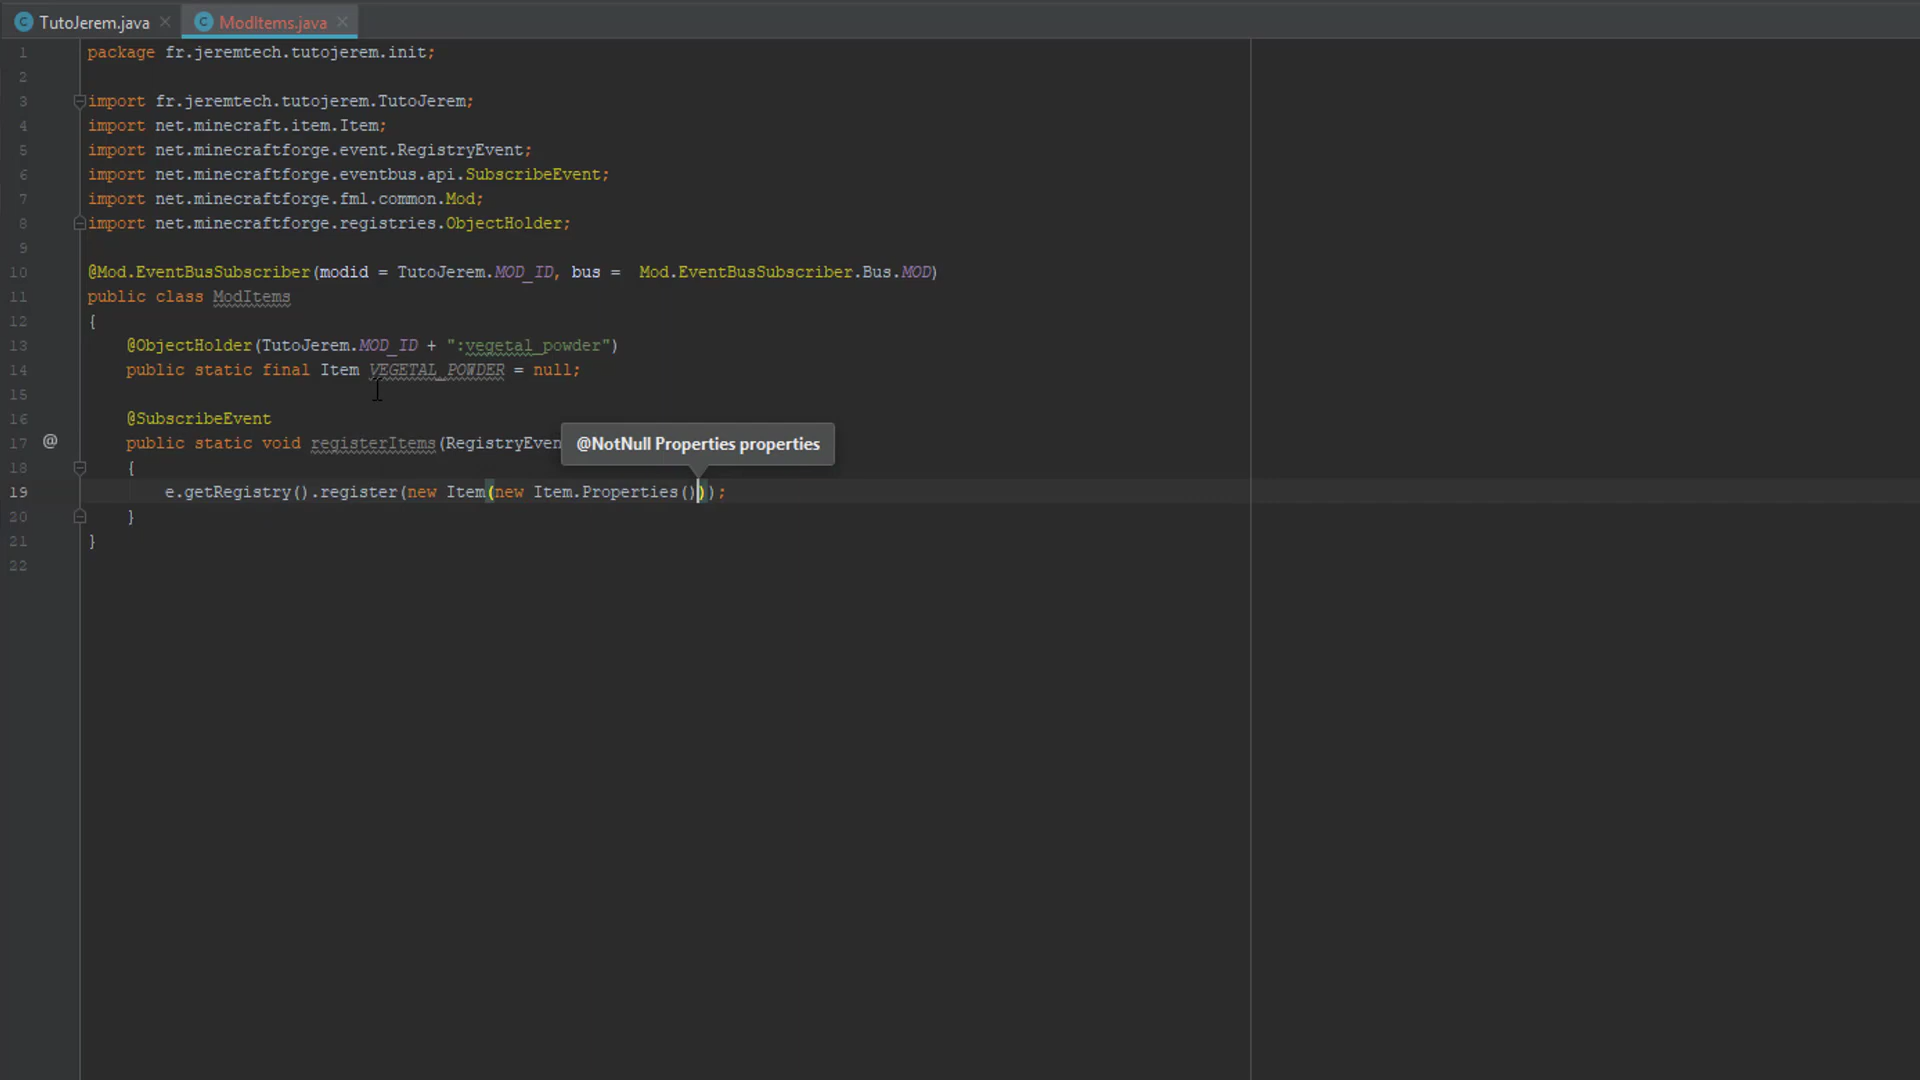 TutoJerem.java ModItems.java
1 package fr.jeremtech.tutojerem.init;
2
3 import fr.jeremtech.tutojerem.TutoJerem;
4 import net.minecraft.item.Item;
5 import net.minecraftforge.event.RegistryEvent;
6 import net.minecraftforge.eventbus.api.SubscribeEvent;
7 import net.minecraftforge.fml.common.Mod;
8 import net.minecraftforge.registries.ObjectHolder;
9
10 @Mod.EventBusSubscriber(modid = TutoJerem.MOD_ID, bus =  Mod.EventBusSubscriber.Bus.MOD)
11 public class ModItems
12 {
13 @ObjectHolder(TutoJerem.MOD_ID + ":vegetal_powder")
14 public static final Item VEGETAL_POWDER = null;
15
16 @SubscribeEvent
17 @ public static void registerItems(RegistryEven @NotNull Properties properties
18 {
19 e.getRegistry().register(new Item(new Item.Properties()));
20 }
21 }
22